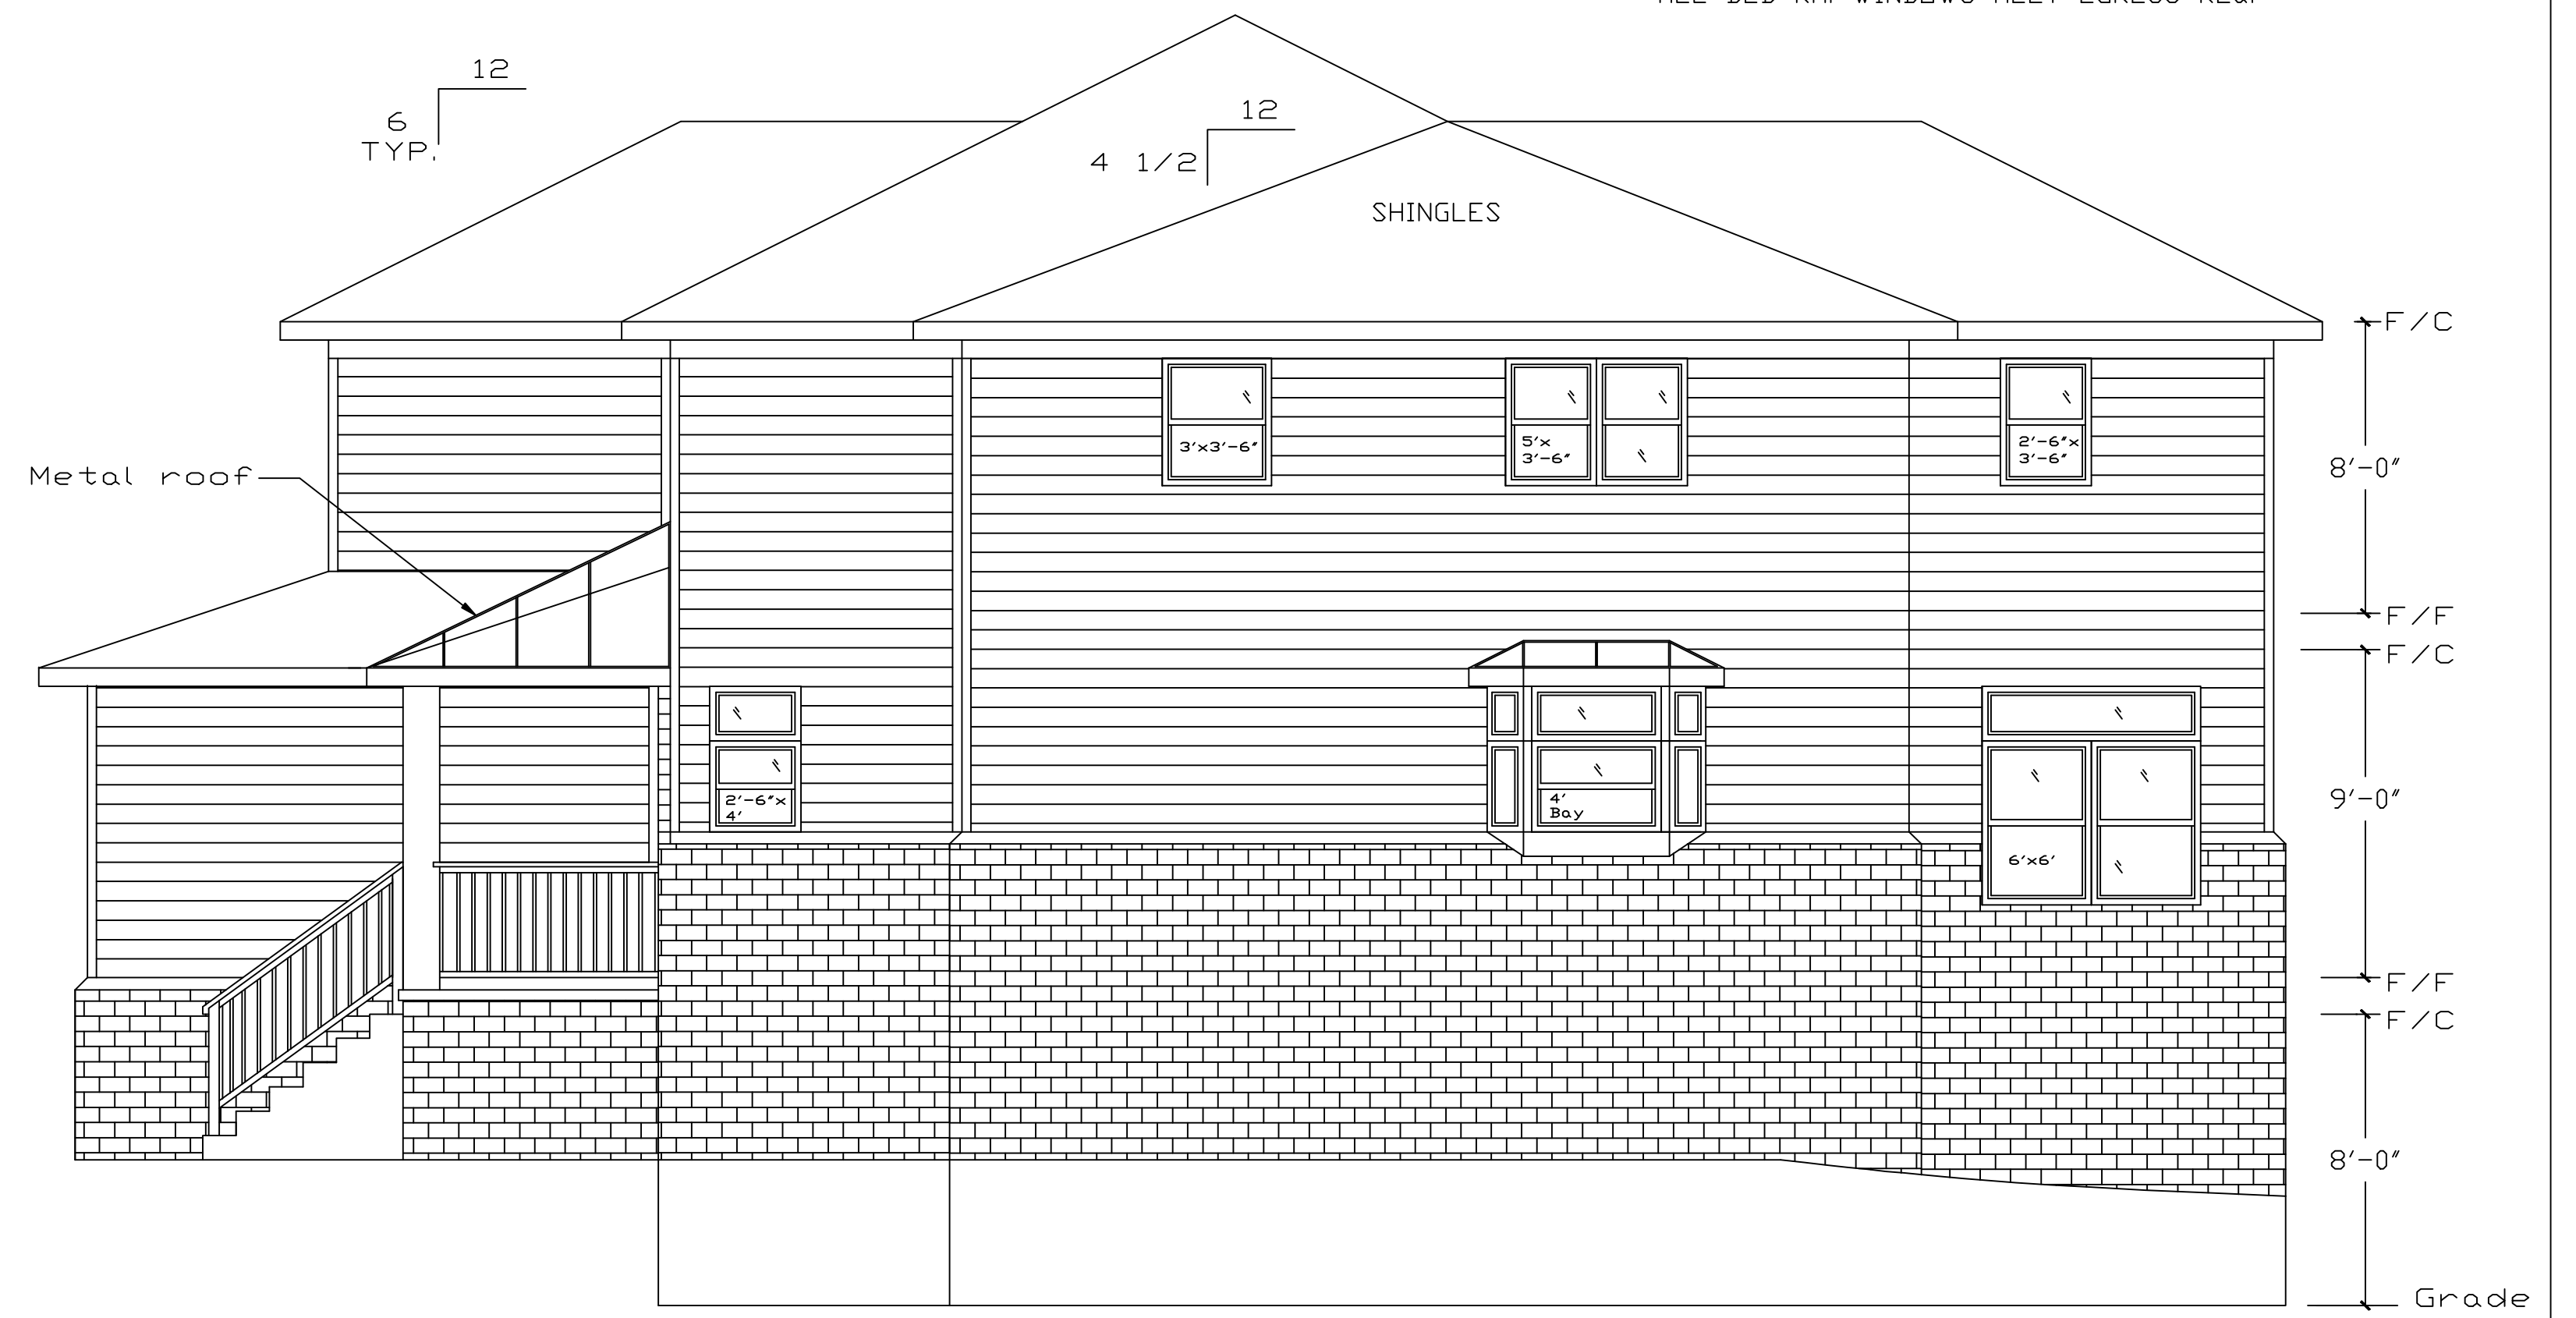 12
6
TYP.
12
4 1/2
SHINGLES
F/C
Metal roof
3'x3'-6"
5'x
3'-6"
2'-6"x
3'-6"
8'-0"
F/F
F/C
2'-6"x
4'
4'
Bay
9'-0"
6'x6'
F/F
F/C
8'-0"
Grade